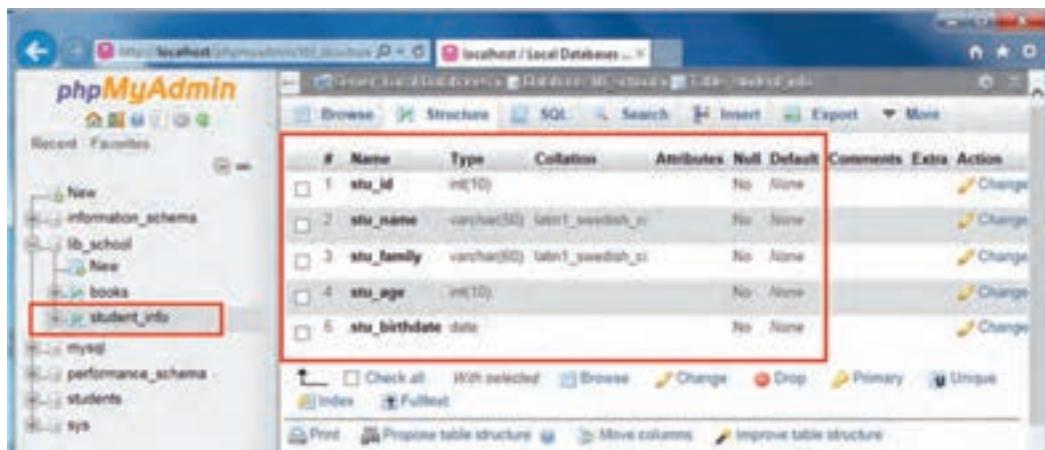 localhost / Local Databases ...
phpMyAdmin
Recent Favorites
New
information_schema
lib_school
New
books
student_info
mysql
performance_schema
students
sys
Browse Structure SQL Search Insert Export More
# Name Type Collation Attributes Null Default Comments Extra Action
1 stu_id int(10) No None Change
2 stu_name varchar(50) latin1_swedish_ci No None Change
3 stu_family varchar(60) latin1_swedish_ci No None Change
4 stu_age int(10) No None Change
5 stu_birthdate date No None Change
Check all With selected Browse Change Drop Primary Unique
Index Fulltext
Print Propose table structure Move columns Improve table structure